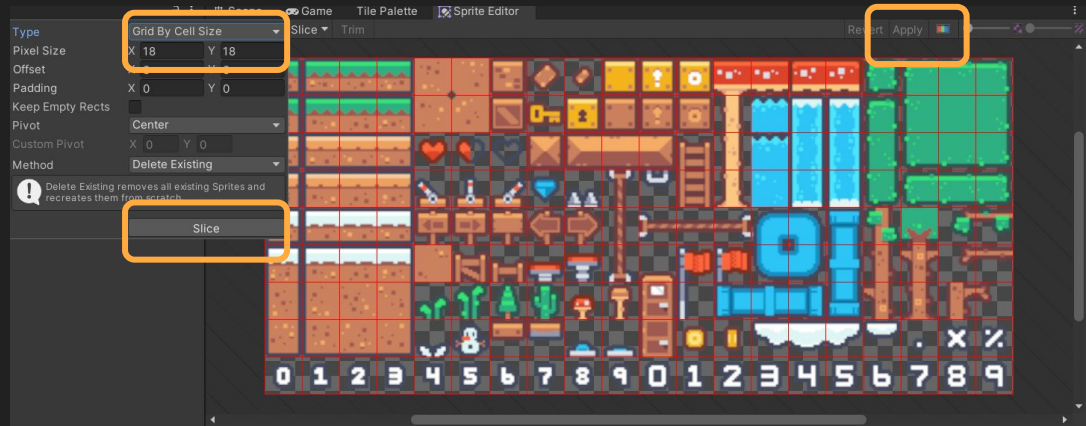 Scene Game Tile Palette Sprite Editor
Type Grid By Cell Size Slice Trim Revert Apply
Pixel Size X 18 Y 18
Offset
Padding X 0 Y 0
Keep Empty Rects
Pivot Center
Custom Pivot X 0 Y 0
Method Delete Existing
Delete Existing removes all existing Sprites and
recreates them from scratch
Slice
0 1 2 3 4 5 6 7 8 9 0 1 2 3 4 5 6 7 8 9